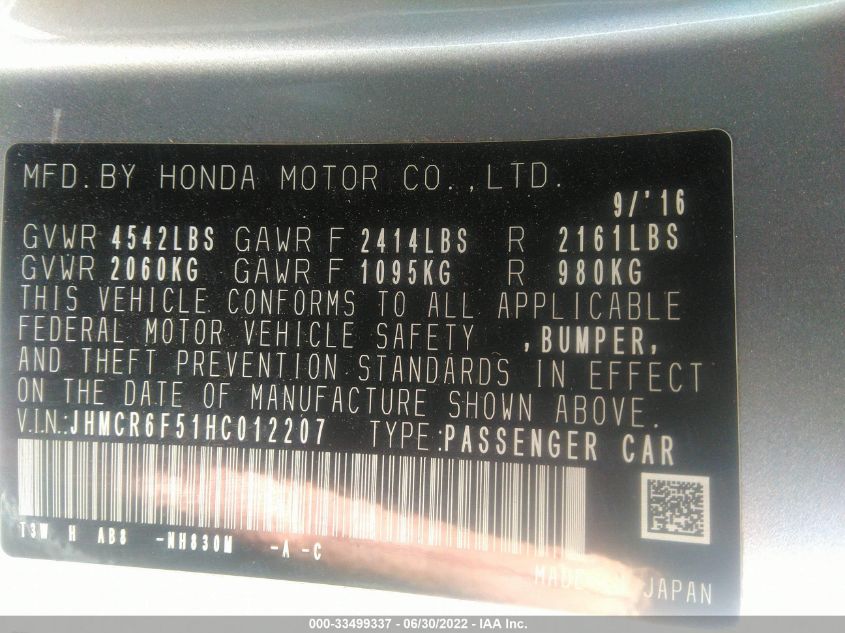 MFD. BY HONDA MOTOR CO., LTD.
9/'16
GVWR 4542LBS GAWR F 2414LBS R 2161LBS
GVWR 2060KG GAWR F 1095KG R 980KG
THIS VEHICLE CONFORMS TO ALL APPLICABLE
FEDERAL MOTOR VEHICLE SAFETY ,BUMPER,
AND THEFT PREVENTION STANDARDS IN EFFECT
ON THE DATE OF MANUFACTURE SHOWN ABOVE.
V.I.N.:JHMCR6F51HC012207 TYPE:PASSENGER CAR
T3W H AB8 -NH830M -A -C
MADE JAPAN
000-33499337 - 06/30/2022 - IAA Inc.